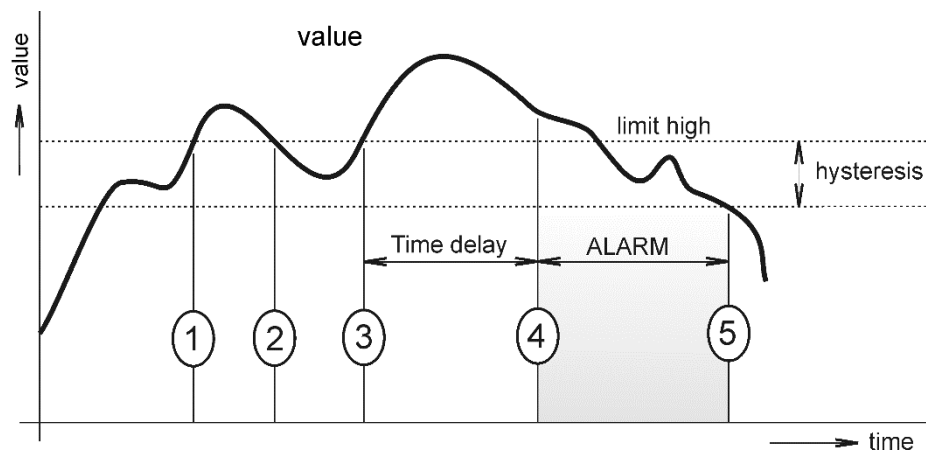 value
value
limit high
hysteresis
Time delay
ALARM
1
2
3
4
5
time